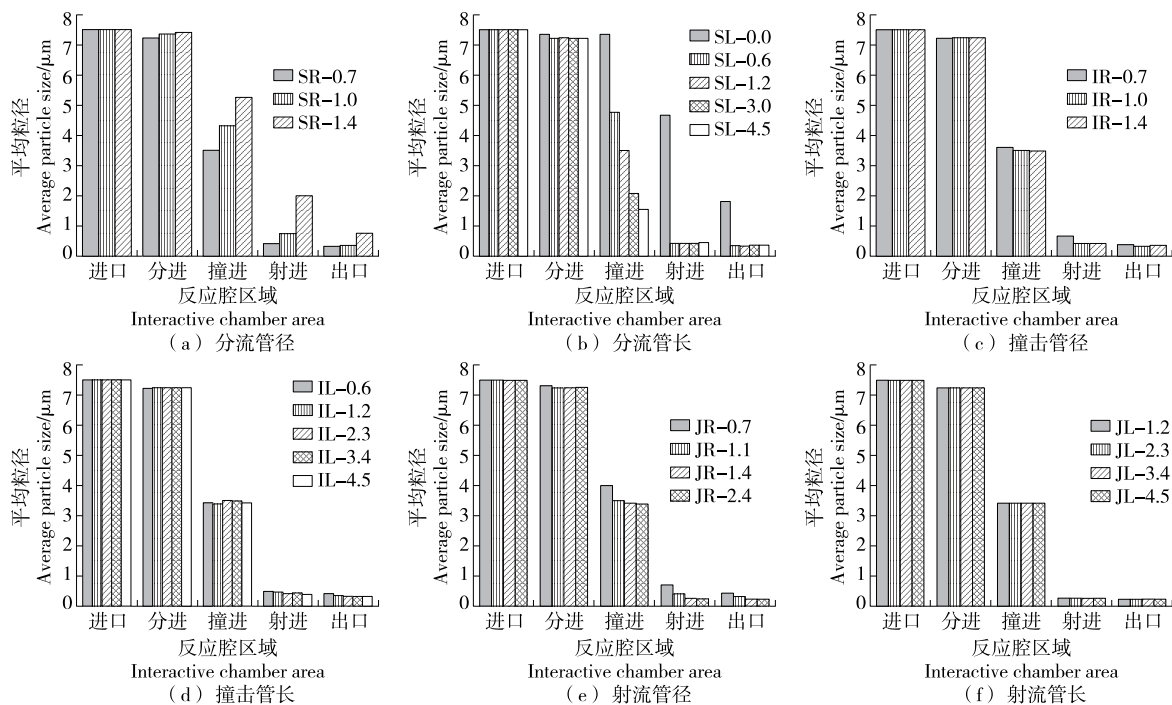 8
7
6
5
4
3
2
1
0
平均粒径
Average particle size/μm
SR-0.7
SR-1.0
SR-1.4
进口 分进 撞进 射进 出口
反应腔区域
Interactive chamber area
(a) 分流管径
8
7
6
5
4
3
2
1
0
平均粒径
Average particle size/μm
SL-0.0
SL-0.6
SL-1.2
SL-3.0
SL-4.5
进口 分进 撞进 射进 出口
反应腔区域
Interactive chamber area
(b) 分流管长
8
7
6
5
4
3
2
1
0
平均粒径
Average particle size/μm
IR-0.7
IR-1.0
IR-1.4
进口 分进 撞进 射进 出口
反应腔区域
Interactive chamber area
(c) 撞击管径
8
7
6
5
4
3
2
1
0
平均粒径
Average particle size/μm
IL-0.6
IL-1.2
IL-2.3
IL-3.4
IL-4.5
进口 分进 撞进 射进 出口
反应腔区域
Interactive chamber area
(d) 撞击管长
8
7
6
5
4
3
2
1
0
平均粒径
Average particle size/μm
JR-0.7
JR-1.1
JR-1.4
JR-2.4
进口 分进 撞进 射进 出口
反应腔区域
Interactive chamber area
(e) 射流管径
8
7
6
5
4
3
2
1
0
平均粒径
Average particle size/μm
JL-1.2
JL-2.3
JL-3.4
JL-4.5
进口 分进 撞进 射进 出口
反应腔区域
Interactive chamber area
(f) 射流管长